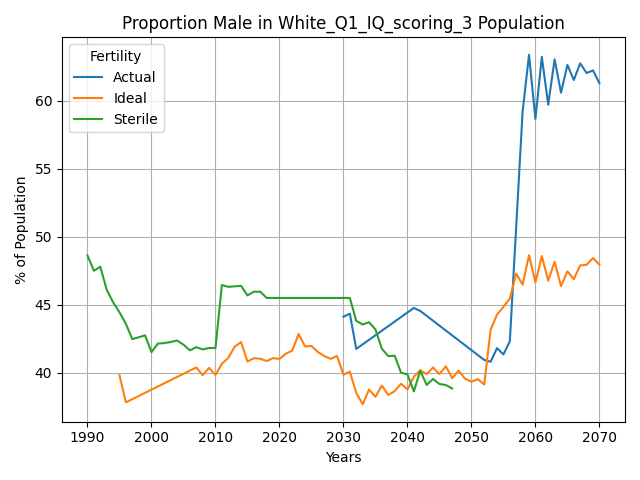 Proportion Male in White_Q1_IQ_scoring_3 Population
Fertility
Actual
Ideal
Sterile
60
55
50
45
40
% of Population
1990 2000 2010 2020 2030 2040 2050 2060 2070
Years